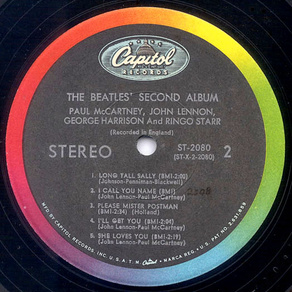 Capitol
RECORDS
THE BEATLES' SECOND ALBUM
PAUL McCARTNEY, JOHN LENNON,
GEORGE HARRISON And RINGO STARR
(Recorded in England)
STEREO
ST-2080
(ST-X-2-2080)
2
1. LONG TALL SALLY (BMI-2:00)
(Johnson-Penniman-Blackwell)
2. I CALL YOUR NAME (BMI-
(John Lennon-Paul McCartney)
3. PLEASE MISTER POSTMAN
(BMI-2:34) (Holland)
4. I'LL GET YOU (BMI-2:04)
(John Lennon-Paul McCartney)
5. SHE LOVES YOU (BMI-2:19)
(John Lennon-Paul McCartney)
MFD. BY CAPITOL RECORDS, INC. U.S.A. T.M. MARCA REG. U.S. PAT. NO.